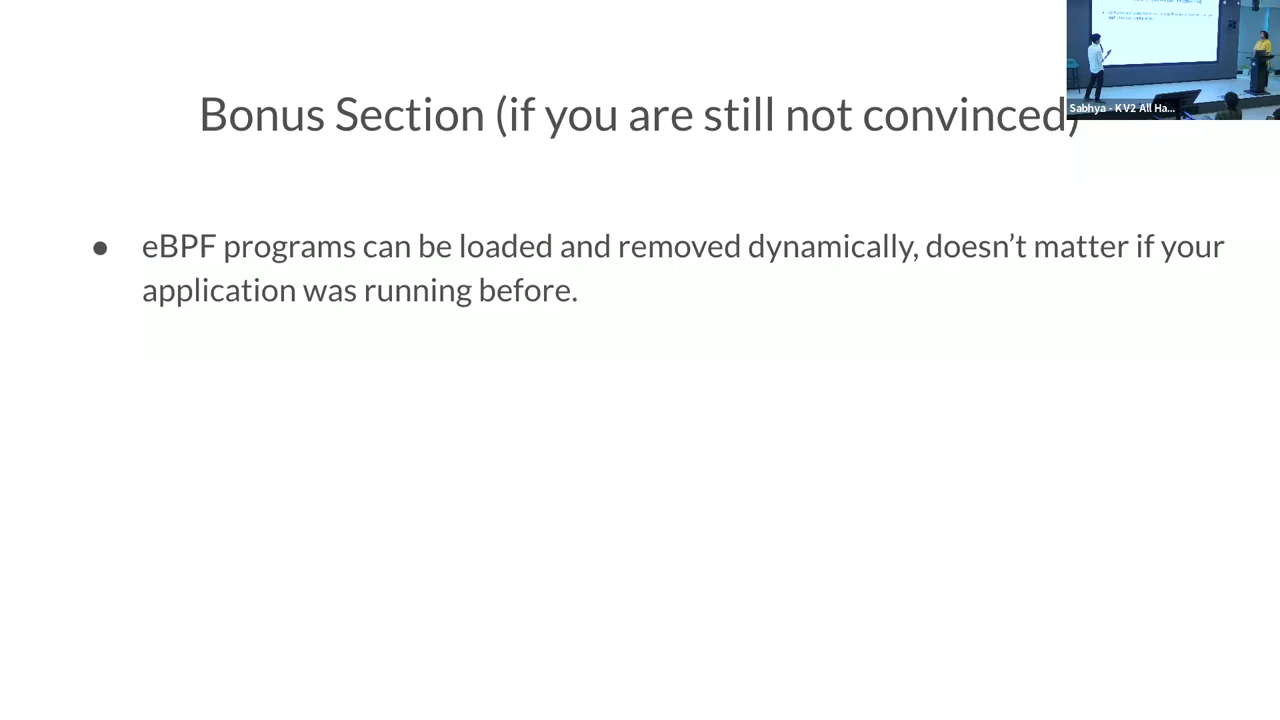 Bonus Section (if you are still not convinced)
Sabhya - KV2 All Ha...
● eBPF programs can be loaded and removed dynamically, doesn’t matter if your
application was running before.